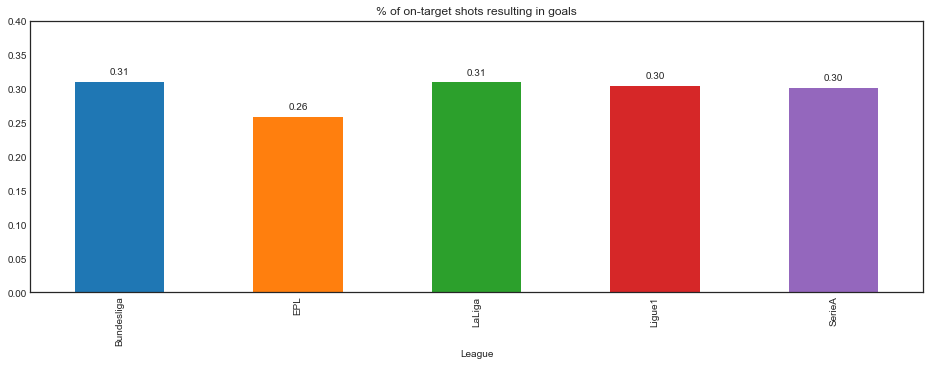 % of on-target shots resulting in goals
0.40
0.35
0.30
0.25
0.20
0.15
0.10
0.05
0.00
0.31
0.26
0.31
0.30
0.30
Bundesliga
EPL
LaLiga
Ligue1
SerieA
League